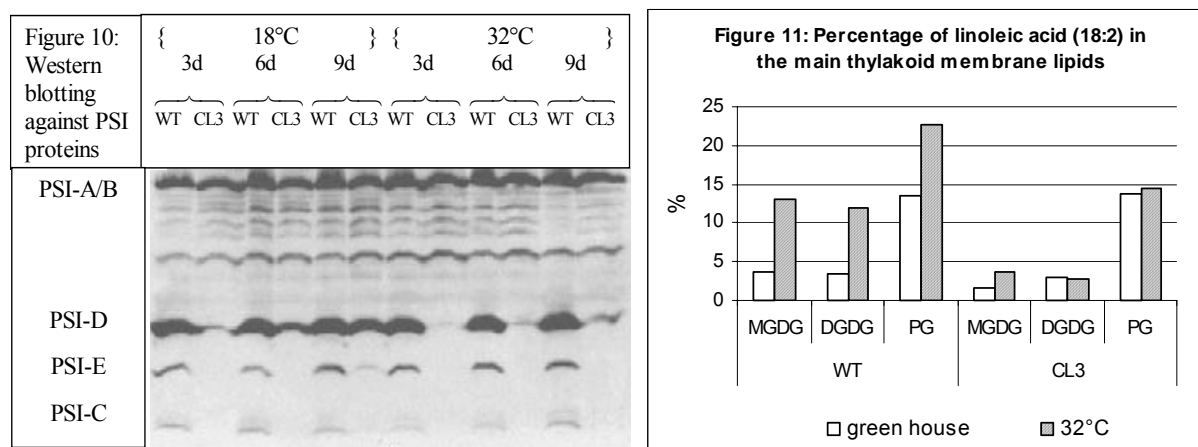 Figure 10:
Western
blotting
against PSI
proteins
{ 18°C } { 32°C }
3d 6d 9d 3d 6d 9d
WT CL3 WT CL3 WT CL3 WT CL3 WT CL3 WT CL3
PSI-A/B
PSI-D
PSI-E
PSI-C
Figure 11: Percentage of linoleic acid (18:2) in
the main thylakoid membrane lipids
25
20
15
10
5
0
%
MGDG DGDG PG MGDG DGDG PG
WT CL3
green house 32°C